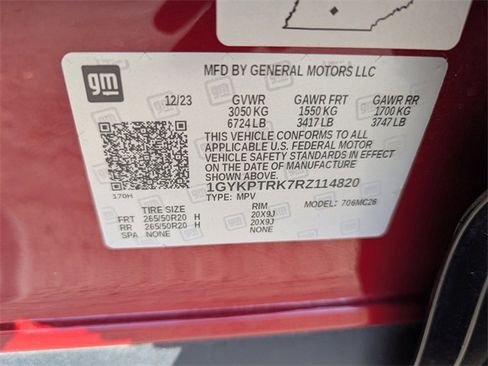 gm
MFD BY GENERAL MOTORS LLC
12/23 GVWR GAWR FRT GAWR RR
3050 KG 1550 KG 1700 KG
6724 LB 3417 LB 3747 LB
THIS VEHICLE CONFORMS TO ALL
APPLICABLE U.S. FEDERAL MOTOR
VEHICLE SAFETY STANDARDS IN
EFFECT ON THE DATE OF MANUFACTURE
SHOWN ABOVE.
1GYKPTRK7RZ114820
TYPE: MPV MODEL: 706MC26
170H
TIRE SIZE RIM
FRT 265/50R20 H 20X9J
RR 265/50R20 H 20X9J
SPA NONE NONE